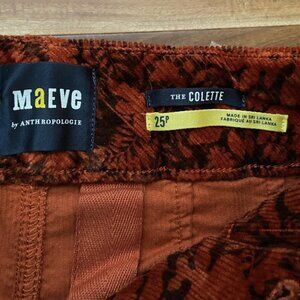 MaEVe
by ANTHROPOLOGIE
THE COLETTE
25P
MADE IN SRI LANKA
FABRIQUÉ AU SRI LANKA